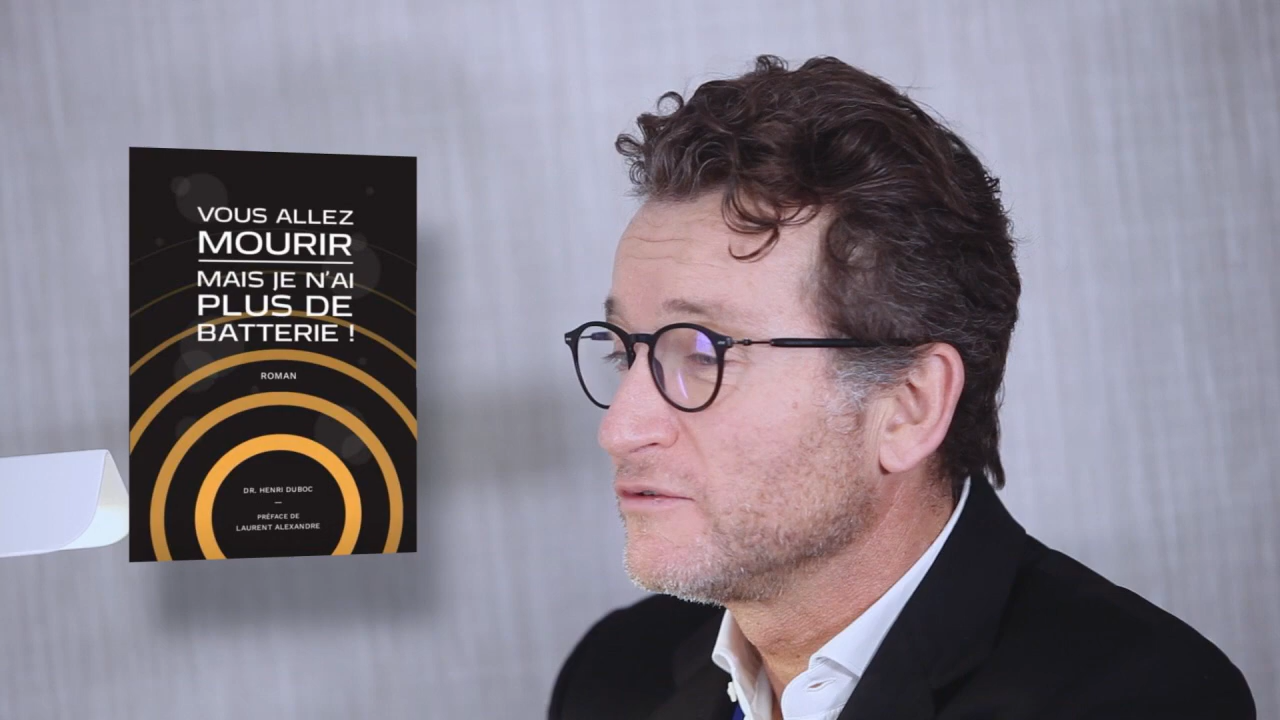 VOUS ALLEZ
MOURIR
MAIS JE N'AI
PLUS DE
BATTERIE !
ROMAN
DR. HENRI DUBOC
PRÉFACE DE
LAURENT ALEXANDRE